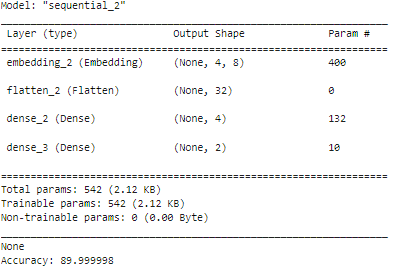 Model: "sequential_2"
Layer (type) Output Shape Param #
embedding_2 (Embedding) (None, 4, 8) 400
flatten_2 (Flatten) (None, 32) 0
dense_2 (Dense) (None, 4) 132
dense_3 (Dense) (None, 2) 10
Total params: 542 (2.12 KB)
Trainable params: 542 (2.12 KB)
Non-trainable params: 0 (0.00 Byte)
None
Accuracy: 89.999998